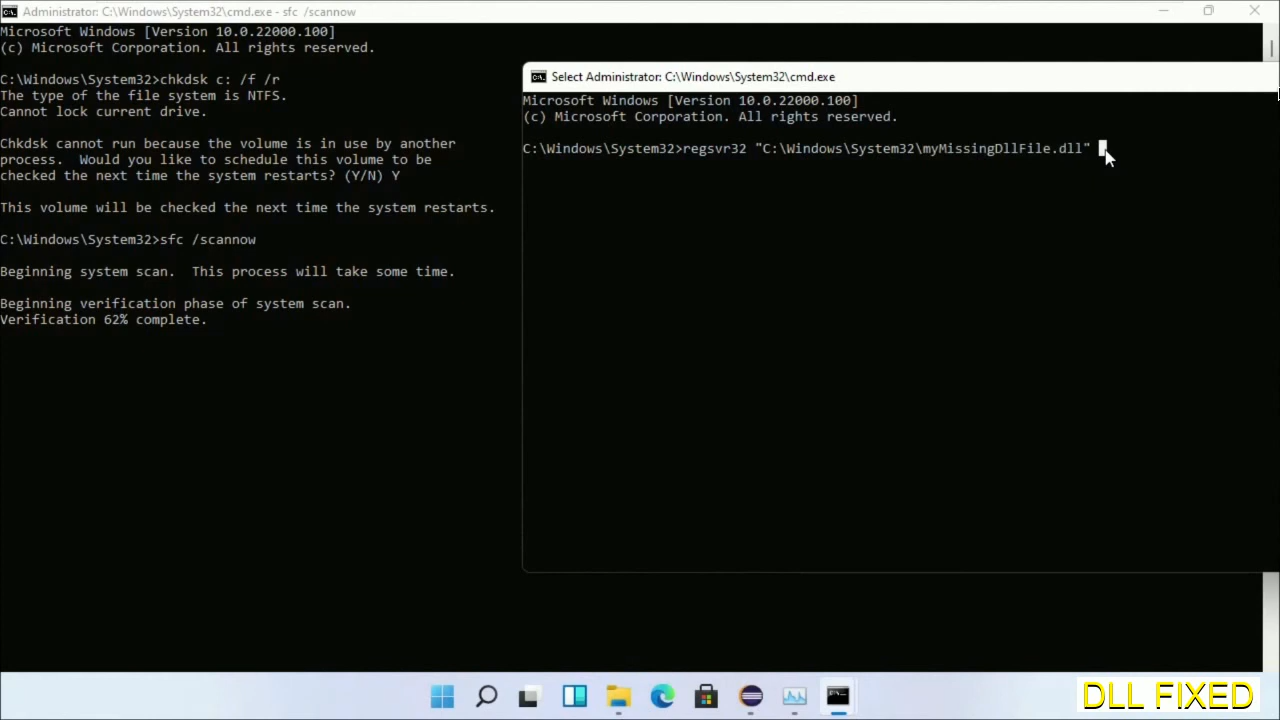 Administrator: C:\Windows\System32\cmd.exe - sfc /scannow
Microsoft Windows [Version 10.0.22000.100]
(c) Microsoft Corporation. All rights reserved.
C:\Windows\System32>chkdsk c: /f /r
The type of the file system is NTFS.
Cannot lock current drive.
Chkdsk cannot run because the volume is in use by another
process.  Would you like to schedule this volume to be
checked the next time the system restarts? (Y/N) Y
This volume will be checked the next time the system restarts.
C:\Windows\System32>sfc /scannow
Beginning system scan.  This process will take some time.
Beginning verification phase of system scan.
Verification 62% complete.
Select Administrator: C:\Windows\System32\cmd.exe
Microsoft Windows [Version 10.0.22000.100]
(c) Microsoft Corporation. All rights reserved.
C:\Windows\System32>regsvr32 "C:\Windows\System32\myMissingDllFile.dll"
DLL FIXED